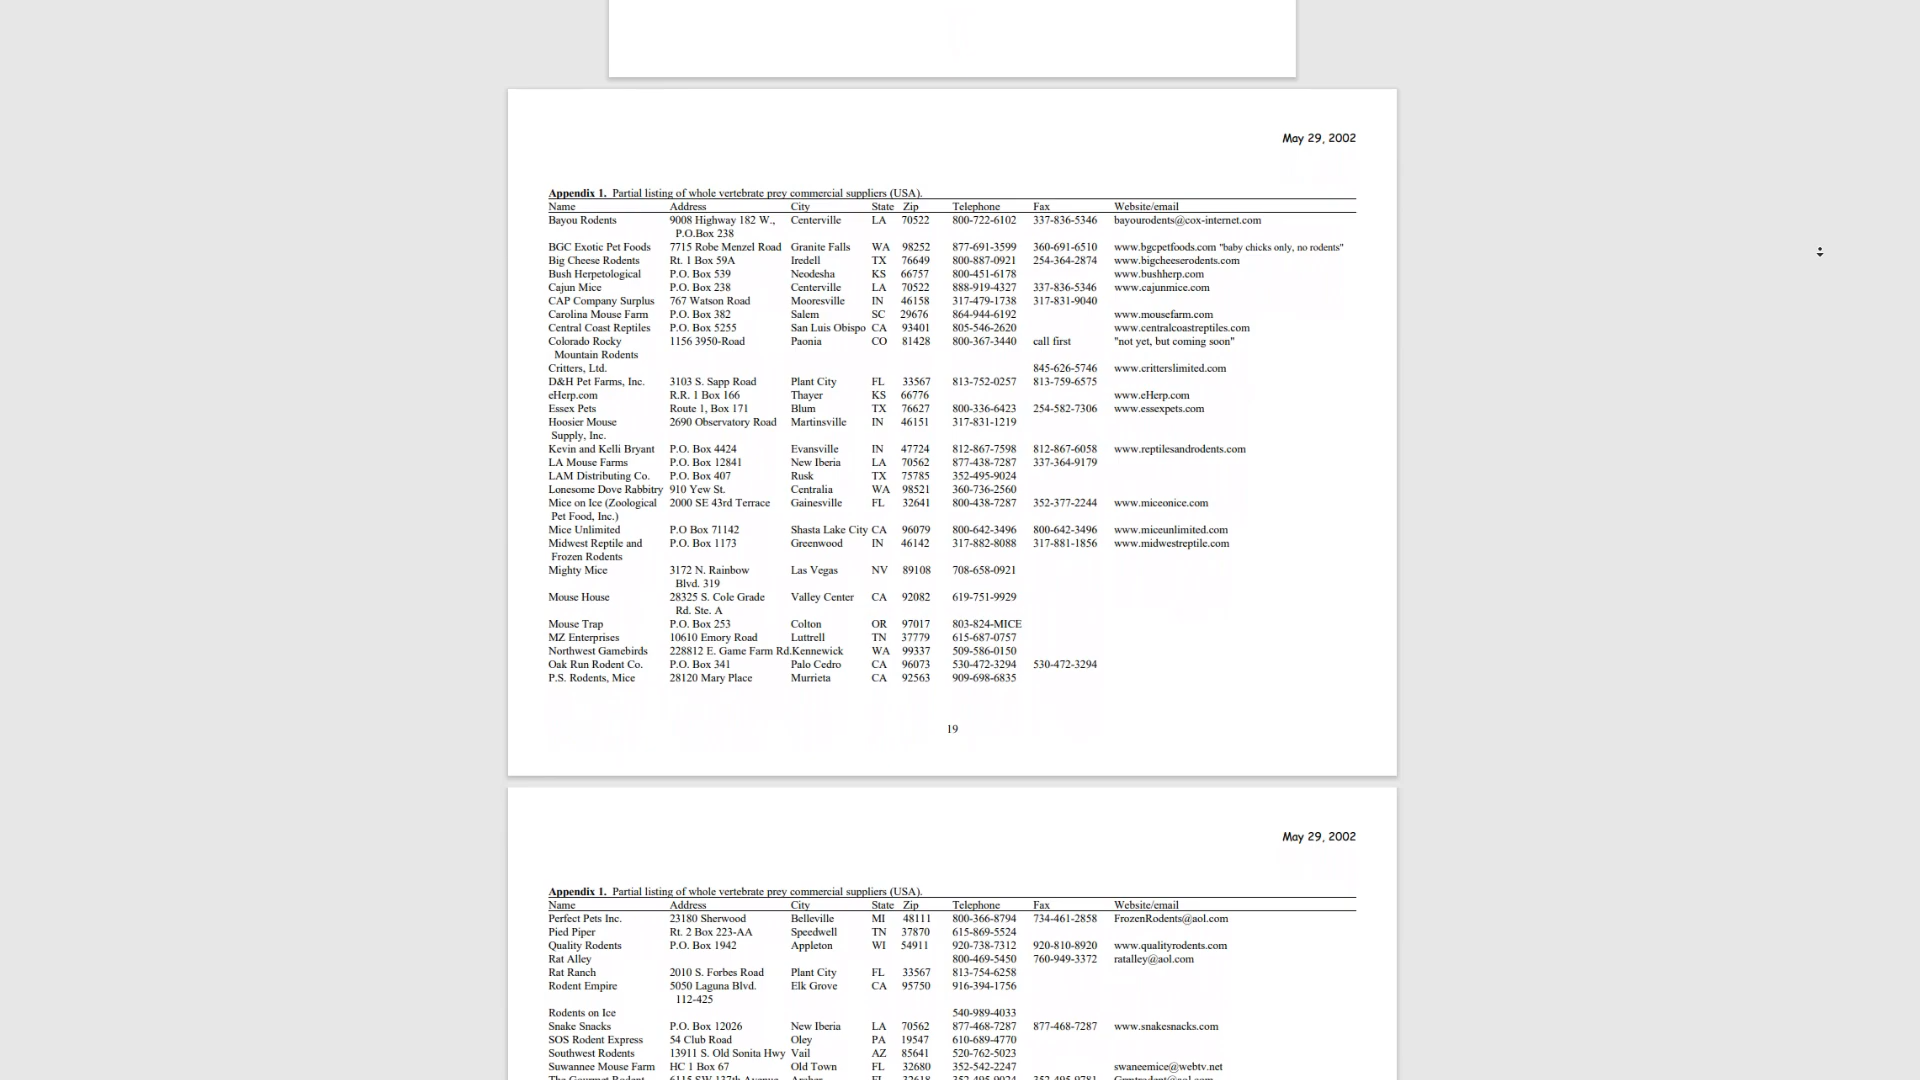 May 29, 2002
Appendix 1. Partial listing of whole vertebrate prey commercial suppliers (USA).
Name Address City State Zip Telephone Fax Website/email
Bayou Rodents 9008 Highway 182 W., Centerville LA 70522 800-722-6102 337-836-5346 bayourodents@cox-internet.com
P.O.Box 238
BGC Exotic Pet Foods 7715 Robe Menzel Road Granite Falls WA 98252 877-691-3599 360-691-6510 www.bgcpetfoods.com "baby chicks only, no rodents"
Big Cheese Rodents Rt. 1 Box 59A Iredell TX 76649 800-887-0921 254-364-2874 www.bigcheeserodents.com
Bush Herpetological P.O. Box 539 Neodesha KS 66757 800-451-6178 www.bushherp.com
Cajun Mice P.O. Box 238 Centerville LA 70522 888-919-4327 337-836-5346 www.cajunmice.com
CAP Company Surplus 767 Watson Road Mooresville IN 46158 317-479-1738 317-831-9040
Carolina Mouse Farm P.O. Box 382 Salem SC 29676 864-944-6192 www.mousefarm.com
Central Coast Reptiles P.O. Box 5255 San Luis Obispo CA 93401 805-546-2620 www.centralcoastreptiles.com
Colorado Rocky 1156 3950-Road Paonia CO 81428 800-367-3440 call first "not yet, but coming soon"
Mountain Rodents
Critters, Ltd. 845-626-5746 www.critterslimited.com
D&H Pet Farms, Inc. 3103 S. Sapp Road Plant City FL 33567 813-752-0257 813-759-6575
eHerp.com R.R. 1 Box 166 Thayer KS 66776 www.eHerp.com
Essex Pets Route 1, Box 171 Blum TX 76627 800-336-6423 254-582-7306 www.essexpets.com
Hoosier Mouse 2690 Observatory Road Martinsville IN 46151 317-831-1219
Supply, Inc.
Kevin and Kelli Bryant P.O. Box 4424 Evansville IN 47724 812-867-7598 812-867-6058 www.reptilesandrodents.com
LA Mouse Farms P.O. Box 12841 New Iberia LA 70562 877-438-7287 337-364-9179
LAM Distributing Co. P.O. Box 407 Rusk TX 75785 352-495-9024
Lonesome Dove Rabbitry 910 Yew St. Centralia WA 98521 360-736-2560
Mice on Ice (Zoological 2000 SE 43rd Terrace Gainesville FL 32641 800-438-7287 352-377-2244 www.miceonice.com
Pet Food, Inc.)
Mice Unlimited P.O Box 71142 Shasta Lake City CA 96079 800-642-3496 800-642-3496 www.miceunlimited.com
Midwest Reptile and P.O. Box 1173 Greenwood IN 46142 317-882-8088 317-881-1856 www.midwestreptile.com
Frozen Rodents
Mighty Mice 3172 N. Rainbow Las Vegas NV 89108 708-658-0921
Blvd. 319
Mouse House 28325 S. Cole Grade Valley Center CA 92082 619-751-9929
Rd. Ste. A
Mouse Trap P.O. Box 253 Colton OR 97017 803-824-MICE
MZ Enterprises 10610 Emory Road Luttrell TN 37779 615-687-0757
Northwest Gamebirds 228812 E. Game Farm Rd.Kennewick WA 99337 509-586-0150
Oak Run Rodent Co. P.O. Box 341 Palo Cedro CA 96073 530-472-3294 530-472-3294
P.S. Rodents, Mice 28120 Mary Place Murrieta CA 92563 909-698-6835
19
May 29, 2002
Appendix 1. Partial listing of whole vertebrate prey commercial suppliers (USA).
Name Address City State Zip Telephone Fax Website/email
Perfect Pets Inc. 23180 Sherwood Belleville MI 48111 800-366-8794 734-461-2858 FrozenRodents@aol.com
Pied Piper Rt. 2 Box 223-AA Speedwell TN 37870 615-869-5524
Quality Rodents P.O. Box 1942 Appleton WI 54911 920-738-7312 920-810-8920 www.qualityrodents.com
Rat Alley 800-469-5450 760-949-3372 ratalley@aol.com
Rat Ranch 2010 S. Forbes Road Plant City FL 33567 813-754-6258
Rodent Empire 5050 Laguna Blvd. Elk Grove CA 95750 916-394-1756
112-425
Rodents on Ice 540-989-4033
Snake Snacks P.O. Box 12026 New Iberia LA 70562 877-468-7287 877-468-7287 www.snakesnacks.com
SOS Rodent Express 54 Club Road Oley PA 19547 610-689-4770
Southwest Rodents 13911 S. Old Sonita Hwy Vail AZ 85641 520-762-5023
Suwannee Mouse Farm HC 1 Box 67 Old Town FL 32680 352-542-2247 swaneemice@webtv.net
The Gourmet Rodent 6115 SW 137th Avenue Archer FL 32618 352-495-9024 352-495-9781